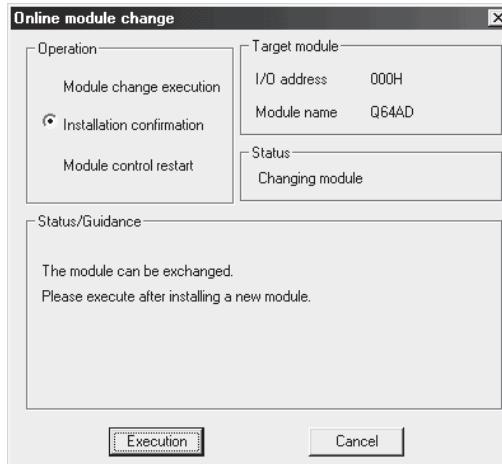 Online module change
Operation
Module change execution
Installation confirmation
Module control restart
Target module
I/O address 000H
Module name Q64AD
Status
Changing module
Status/Guidance
The module can be exchanged.
Please execute after installing a new module.
Execution Cancel